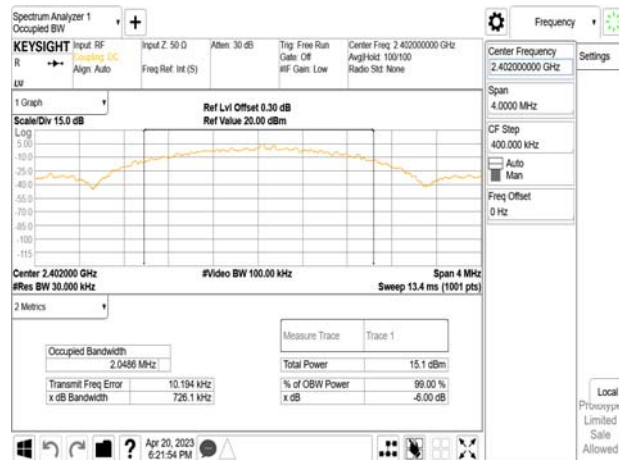 Spectrum Analyzer 1
Occupied BW
+
Frequency
KEYSIGHT
R
LXI
Input: RF
Coupling: DC
Align: Auto
Input Z: 50 Ω
Freq Ref: Int (S)
Atten: 30 dB
Trig: Free Run
Gate: Off
#IF Gain: Low
Center Freq: 2.402000000 GHz
Avg|Hold: 100/100
Radio Std: None
Center Frequency
2.402000000 GHz
Settings
Span
4.0000 MHz
CF Step
400.000 kHz
Auto
Man
Freq Offset
0 Hz
1 Graph
Scale/Div 15.0 dB
Ref Lvl Offset 0.30 dB
Ref Value 20.00 dBm
Log
5.00
-10.0
-25.0
-40.0
-55.0
-70.0
-85.0
-100
-115
Center 2.402000 GHz
#Res BW 30.000 kHz
#Video BW 100.00 kHz
Span 4 MHz
Sweep 13.4 ms (1001 pts)
2 Metrics
Measure Trace
Trace 1
Occupied Bandwidth
2.0486 MHz
Total Power
15.1 dBm
Transmit Freq Error
10.194 kHz
% of OBW Power
99.00 %
x dB Bandwidth
726.1 kHz
x dB
-6.00 dB
Local
Prototype
Limited
Sale
Allowed
?
Apr 20, 2023
6:21:54 PM